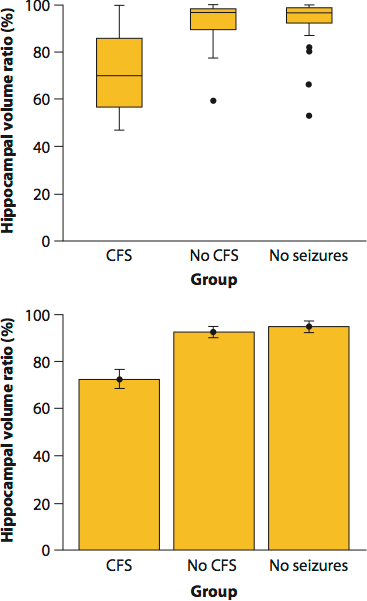 Hippocampal volume ratio (%)
100
80
60
40
20
0
CFS No CFS No seizures
Group
Hippocampal volume ratio (%)
100
80
60
40
20
0
CFS No CFS No seizures
Group